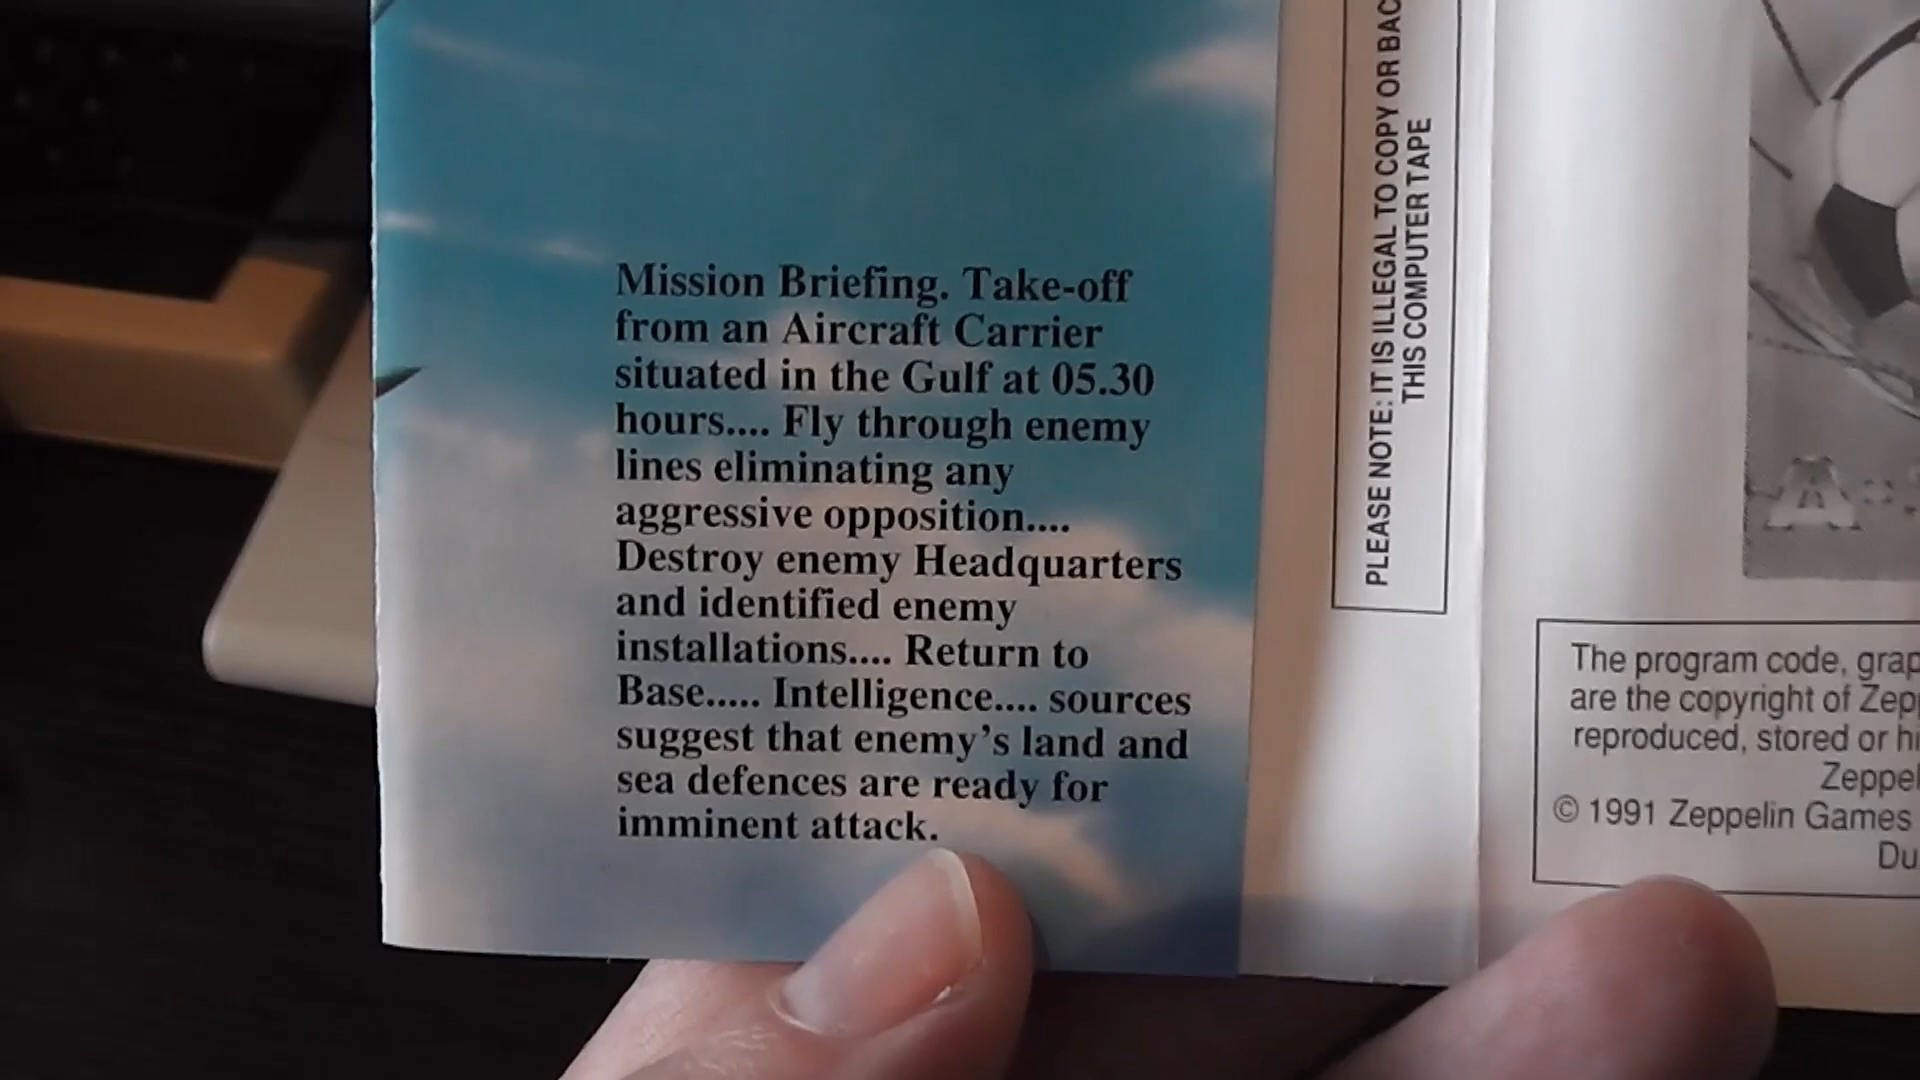 Mission Briefing. Take-off
from an Aircraft Carrier
situated in the Gulf at 05.30
hours.... Fly through enemy
lines eliminating any
aggressive opposition....
Destroy enemy Headquarters
and identified enemy
installations.... Return to
Base..... Intelligence.... sources
suggest that enemy's land and
sea defences are ready for
imminent attack.
PLEASE NOTE: IT IS ILLEGAL TO COPY OR BAC
THIS COMPUTER TAPE
The program code, grap
are the copyright of Zepp
reproduced, stored or hi
Zeppel
© 1991 Zeppelin Games
Du